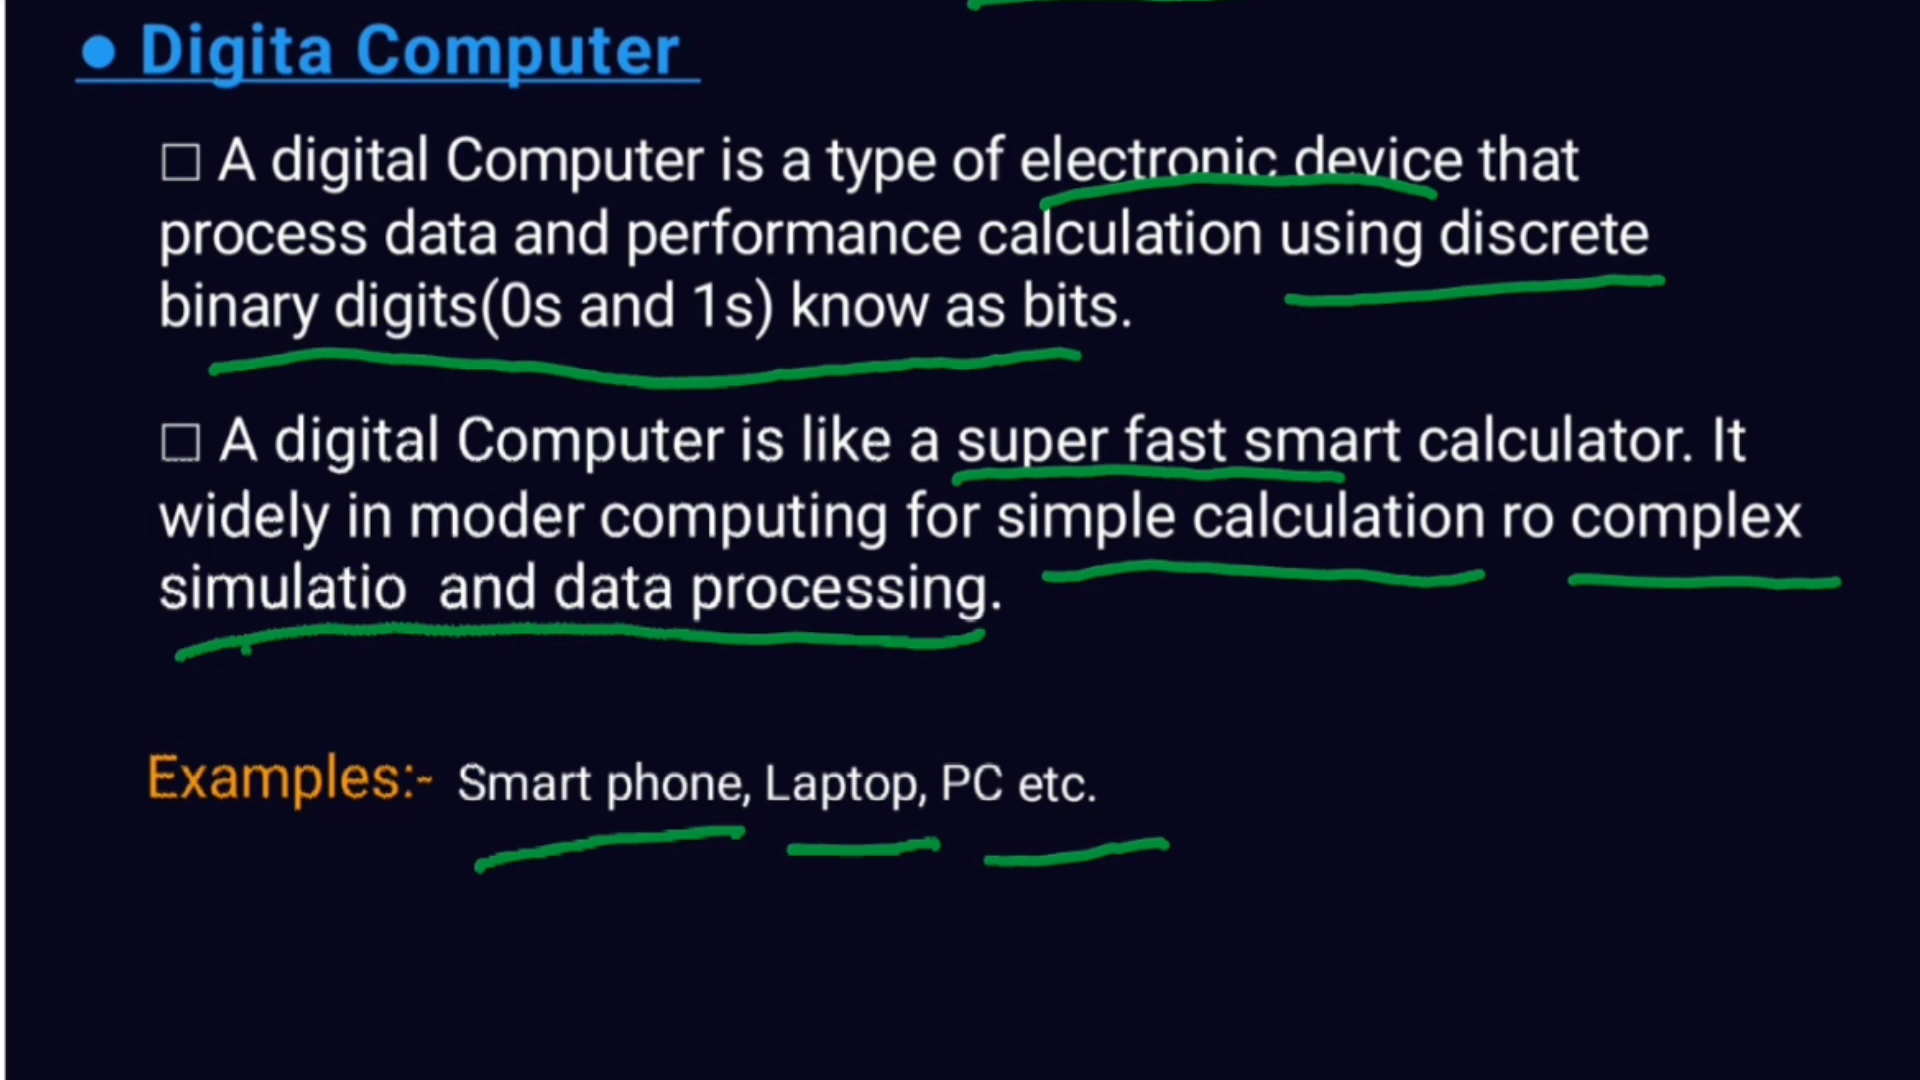 ● Digita Computer
□ A digital Computer is a type of electronic device that
process data and performance calculation using discrete
binary digits(0s and 1s) know as bits.
□ A digital Computer is like a super fast smart calculator. It
widely in moder computing for simple calculation ro complex
simulatio and data processing.
Examples:- Smart phone, Laptop, PC etc.